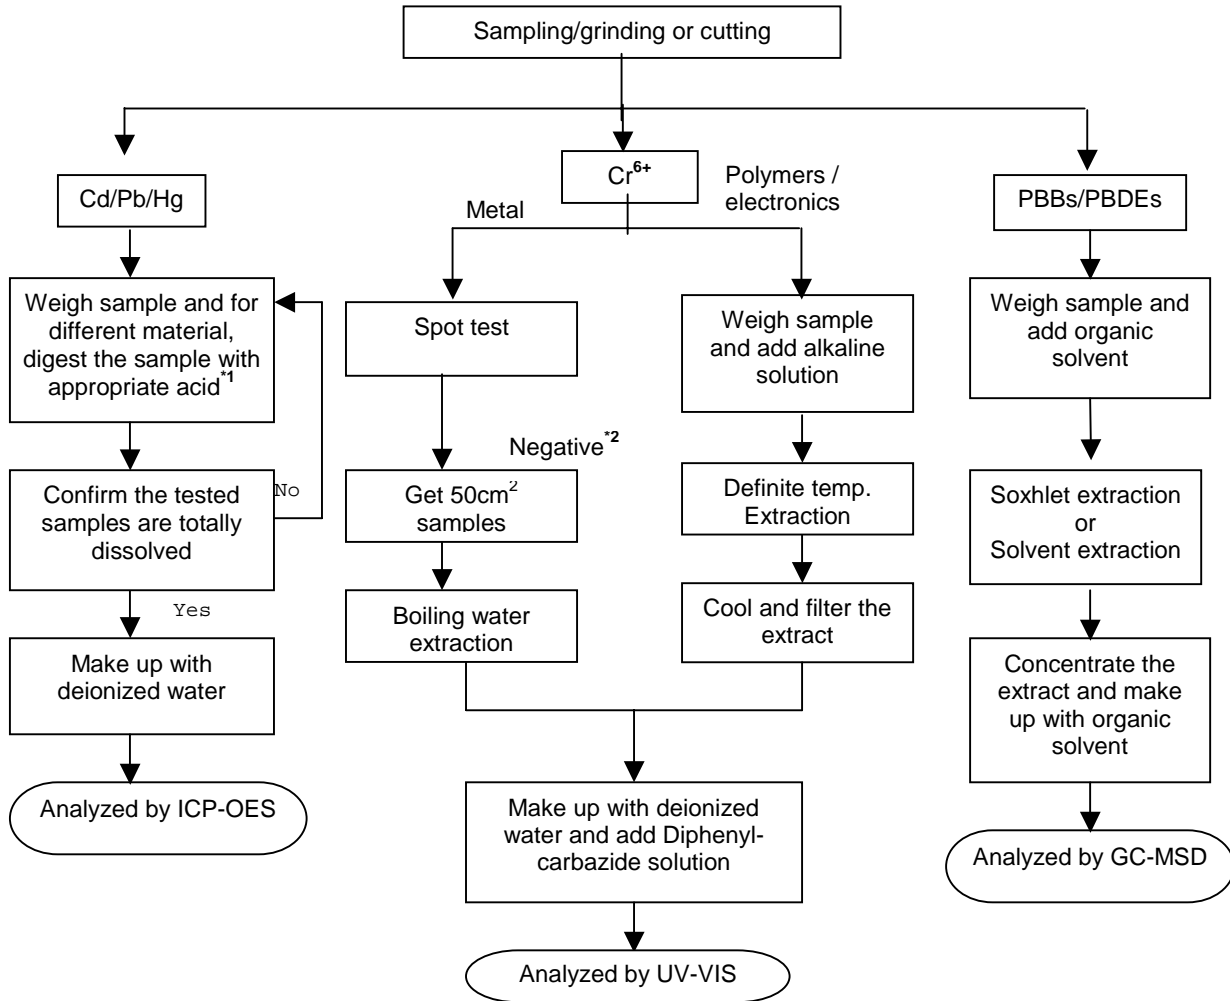 Sampling/grinding or cutting
Cd/Pb/Hg
Cr6+
Polymers /
electronics
Metal
PBBs/PBDEs
Weigh sample and for
different material,
digest the sample with
appropriate acid*1
Spot test
Weigh sample
and add alkaline
solution
Weigh sample and
add organic
solvent
Negative*2
Confirm the tested
samples are totally
dissolved
No
Get 50cm2
samples
Definite temp.
Extraction
Soxhlet extraction
or
Solvent extraction
Yes
Boiling water
extraction
Cool and filter the
extract
Make up with
deionized water
Concentrate the
extract and make
up with organic
solvent
Analyzed by ICP-OES
Make up with deionized
water and add Diphenyl-
carbazide solution
Analyzed by GC-MSD
Analyzed by UV-VIS